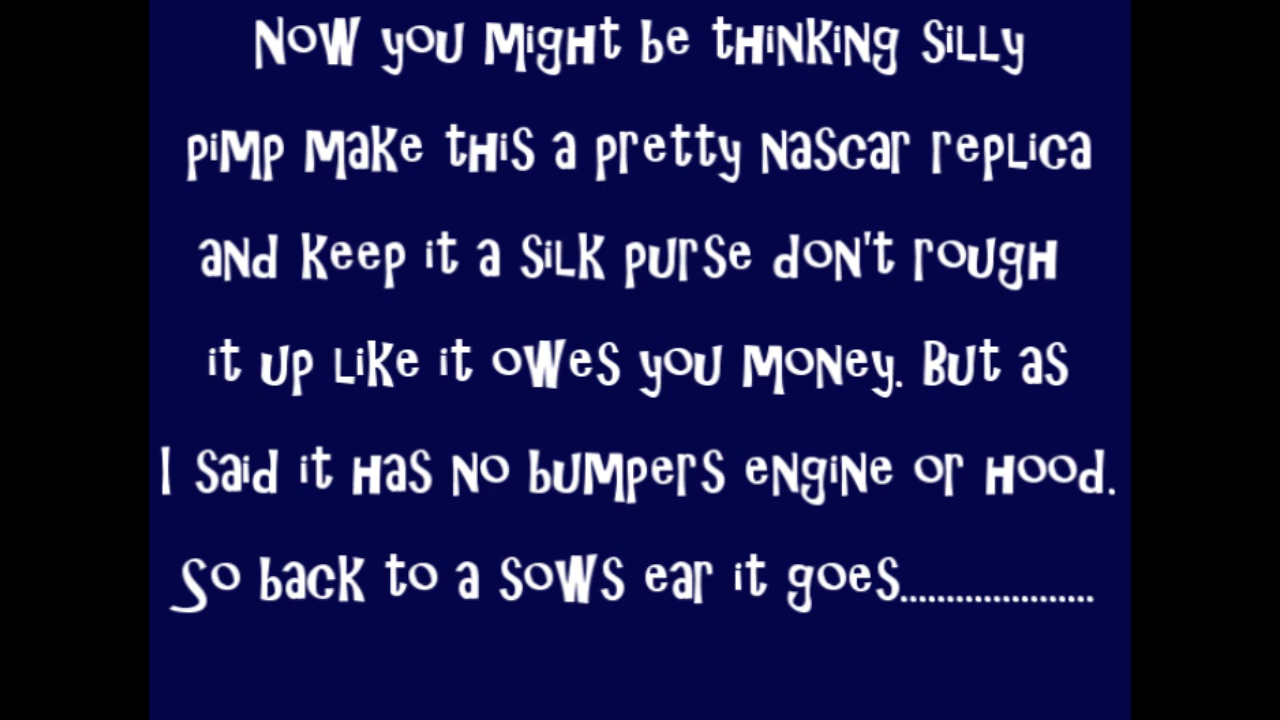 Now you might be thinking silly
pimp make this a pretty Nascar replica
and keep it a silk purse don't rough
it up like it owes you money. But as
I said it has no bumpers engine or hood.
So back to a sows ear it goes.....................